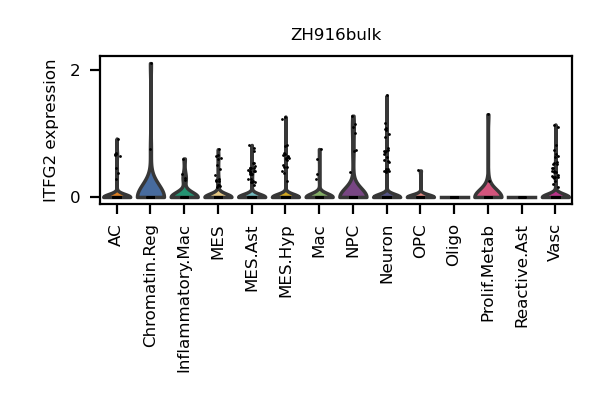 ZH916bulk
ITFG2 expression
2
0
AC
Chromatin.Reg
Inflammatory.Mac
MES
MES.Ast
MES.Hyp
Mac
NPC
Neuron
OPC
Oligo
Prolif.Metab
Reactive.Ast
Vasc